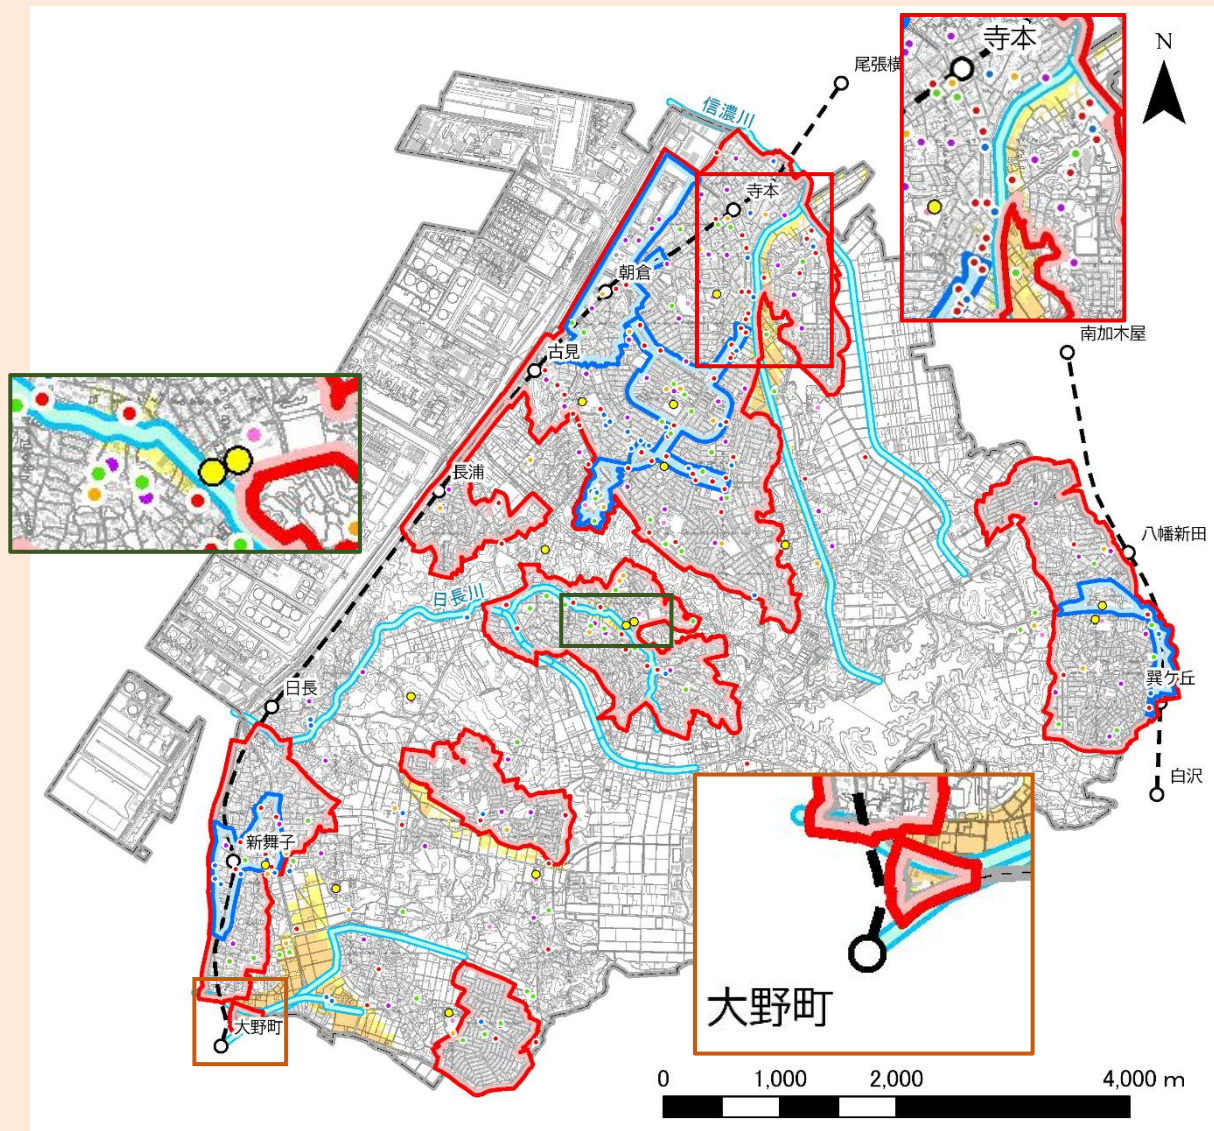 寺本
N
尾張横
信濃川
寺本
朝倉
南加木屋
古見
長浦
八幡新田
日長川
巽ケ丘
日長
白沢
新舞子
大野町
大野町
0 1,000 2,000 4,000 m